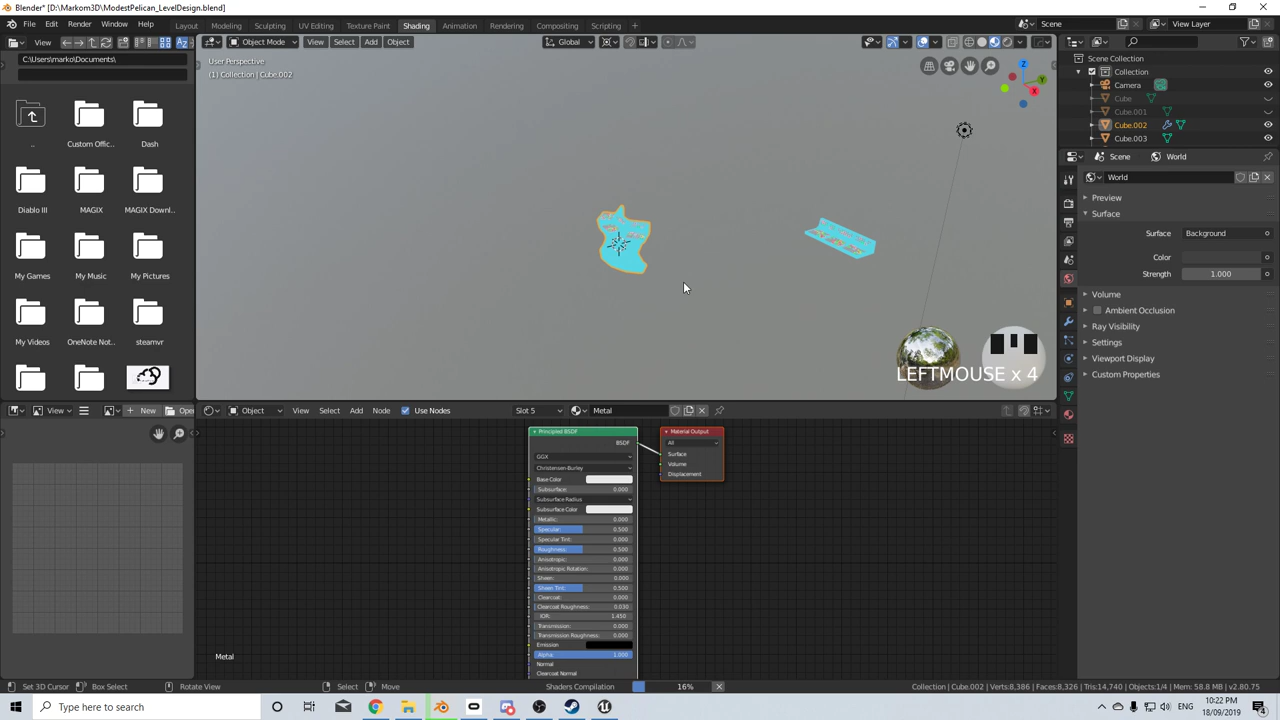 Blender* [D:\Markom3D\ModestPelican_LevelDesign.blend]
File Edit Render Window Help Layout Modeling Sculpting UV Editing Texture Paint Shading Animation Rendering Compositing Scripting + Scene View Layer
View Object Mode View Select Add Object Global
C:\Users\marko\Documents\
User Perspective
(1) Collection | Cube.002
Scene Collection
Collection
Camera
Cube
Cube.001
Cube.002
Cube.003
..
Custom Offic...
Dash
Diablo III
MAGIX
MAGIX Downl..
My Games
My Music
My Pictures
My Videos
OneNote Not...
steamvr
Z
Y
X
Scene World
World
Preview
Surface
Surface Background
Color
Strength 1.000
Volume
Ambient Occlusion
Ray Visibility
Settings
Viewport Display
Custom Properties
LEFTMOUSE x 4
View New Open
Object View Select Add Node Use Nodes Slot 5 Metal
Principled BSDF
BSDF
GGX
Christensen-Burley
Base Color
Subsurface: 0.000
Subsurface Radius
Subsurface Color
Metallic: 0.000
Specular: 0.500
Specular Tint: 0.000
Roughness: 0.500
Anisotropic: 0.000
Anisotropic Rotation: 0.000
Sheen: 0.000
Sheen Tint: 0.500
Clearcoat: 0.000
Clearcoat Roughness: 0.030
IOR: 1.450
Transmission: 0.000
Transmission Roughness: 0.000
Emission
Alpha: 1.000
Normal
Clearcoat Normal
Material Output
All
Surface
Volume
Displacement
Metal
Set 3D Cursor Box Select Rotate View Select Move Shaders Compilation 16% Collection | Cube.002 | Verts:8,386 | Faces:8,326 | Tris:14,740 | Objects:1/4 | Mem: 58.8 MB | v2.80.75
Type here to search
ENG
10:22 PM
18/09/2019
4